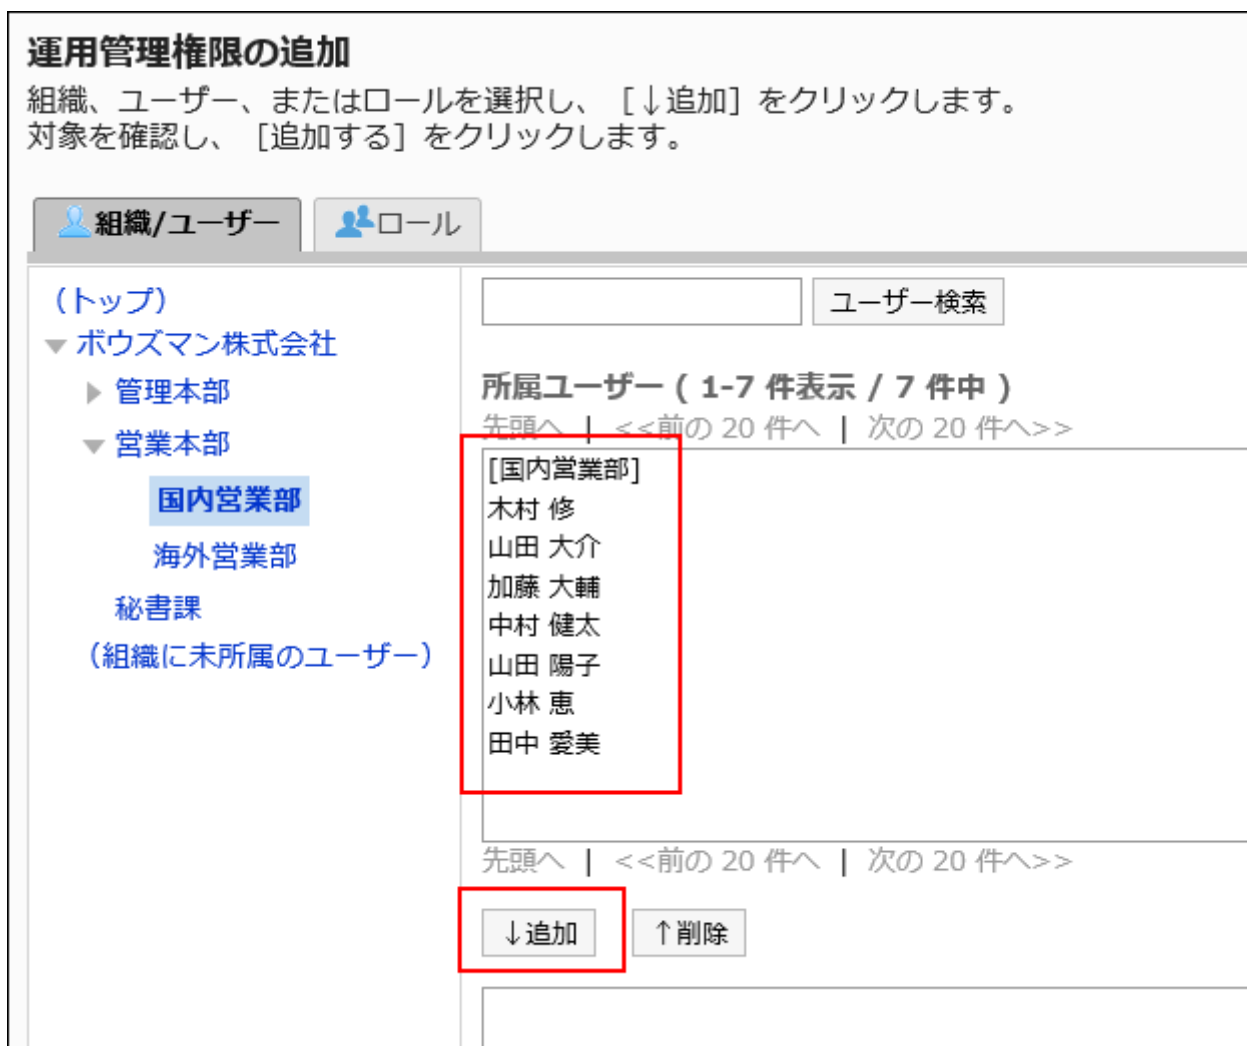 運用管理権限の追加
組織、ユーザー、またはロールを選択し、［↓追加］をクリックします。
対象を確認し、［追加する］をクリックします。
組織/ユーザー
ロール
（トップ）
ボウズマン株式会社
管理本部
営業本部
国内営業部
海外営業部
秘書課
（組織に未所属のユーザー）
ユーザー検索
所属ユーザー ( 1-7 件表示 / 7 件中 )
先頭へ | <<前の 20 件へ | 次の 20 件へ>>
[国内営業部]
木村 修
山田 大介
加藤 大輔
中村 健太
山田 陽子
小林 恵
田中 愛美
先頭へ | <<前の 20 件へ | 次の 20 件へ>>
↓追加
↑削除